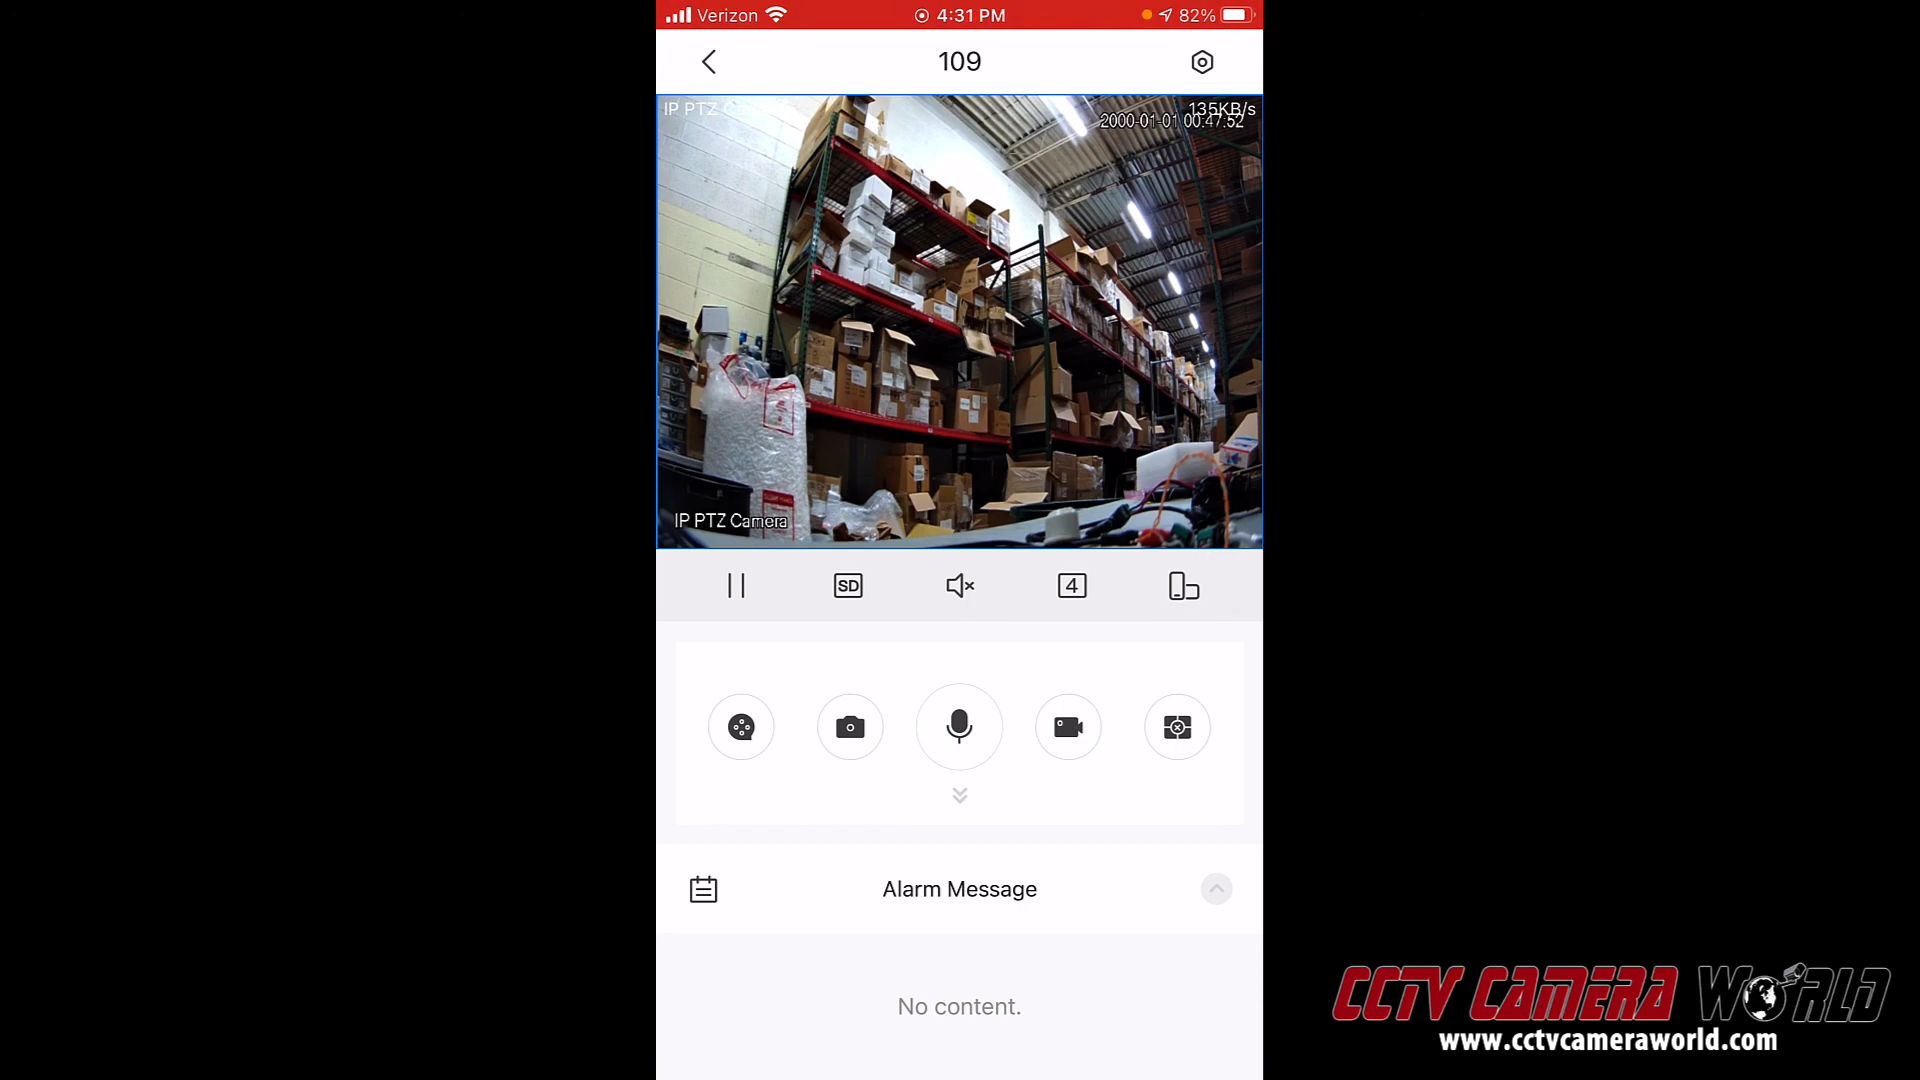 Verizon 4:31 PM 82%
109
IP PTZ
135KB/s
2000-01-01 00:47:52
IP PTZ Camera
SD
4
Alarm Message
No content.
CCTV CAMERA WORLD
www.cctvcameraworld.com